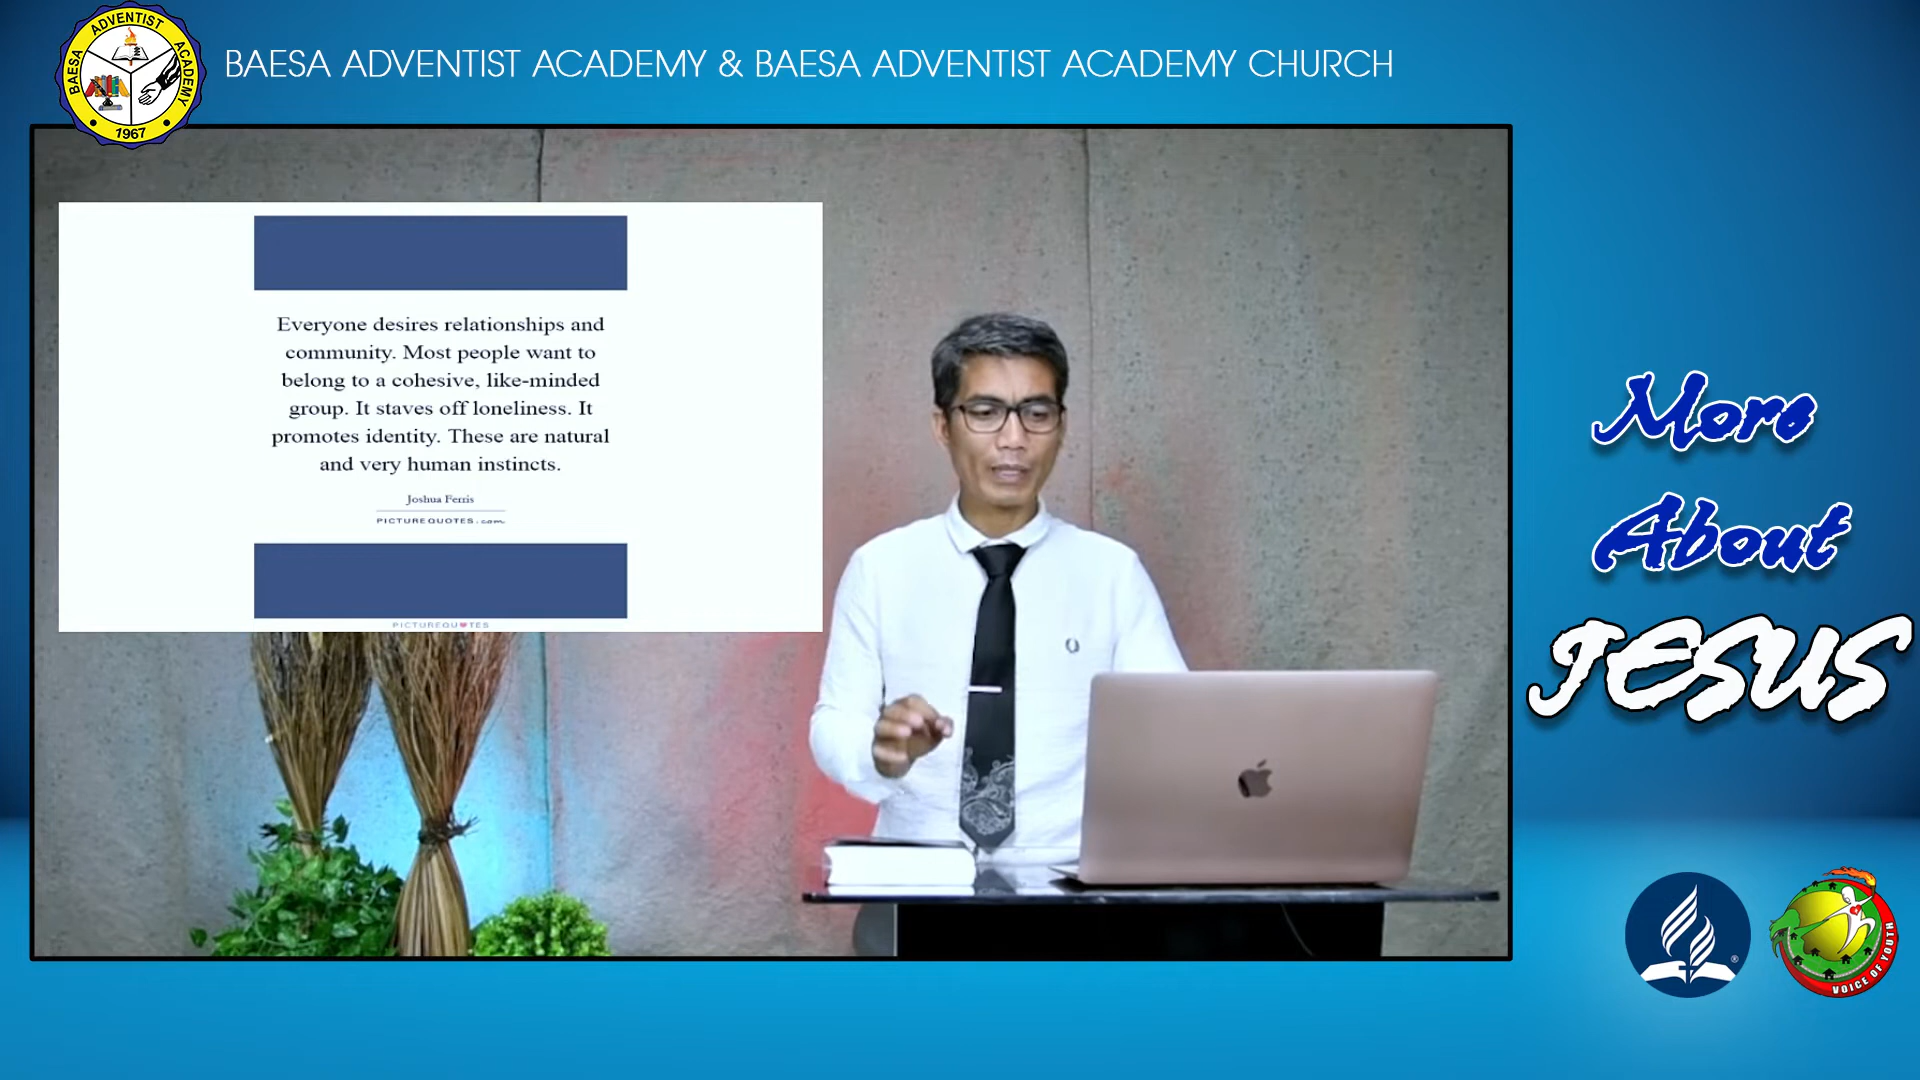 BAESA ADVENTIST ACADEMY
1967
BAESA ADVENTIST ACADEMY & BAESA ADVENTIST ACADEMY CHURCH
Everyone desires relationships and
community. Most people want to
belong to a cohesive, like-minded
group. It staves off loneliness. It
promotes identity. These are natural
and very human instincts.
Joshua Ferris
PICTUREQUOTES.com
PICTUREQU♥TES
More
About
JESUS
®
VOICE OF YOUTH